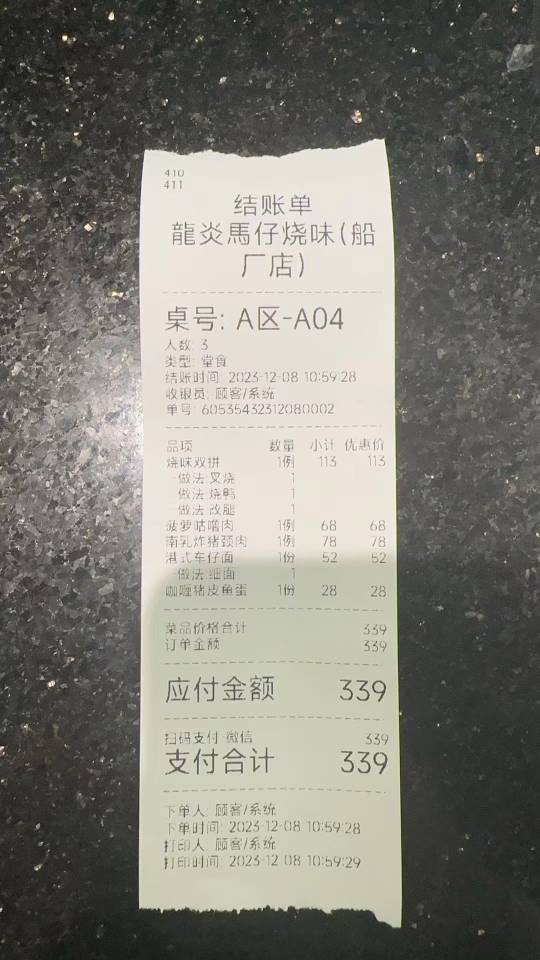 410
411
结账单
龍炎馬仔烧味(船
厂店)
桌号: A区-A04
人数: 3
类型: 堂食
结账时间: 2023-12-08 10:59:28
收银员: 顾客/系统
单号: 60535432312080002
品项 数量 小计 优惠价
烧味双拼 1例 113 113
-做法:叉烧 1
-做法:烧鸭 1
-做法:改腿 1
菠萝咕噜肉 1例 68 68
南乳炸猪颈肉 1例 78 78
港式车仔面 1份 52 52
-做法:细面 1
咖喱猪皮鱼蛋 1份 28 28
菜品价格合计 339
订单金额 339
应付金额 339
扫码支付-微信 339
支付合计 339
下单人: 顾客/系统
下单时间: 2023-12-08 10:59:28
打印人: 顾客/系统
打印时间: 2023-12-08 10:59:29